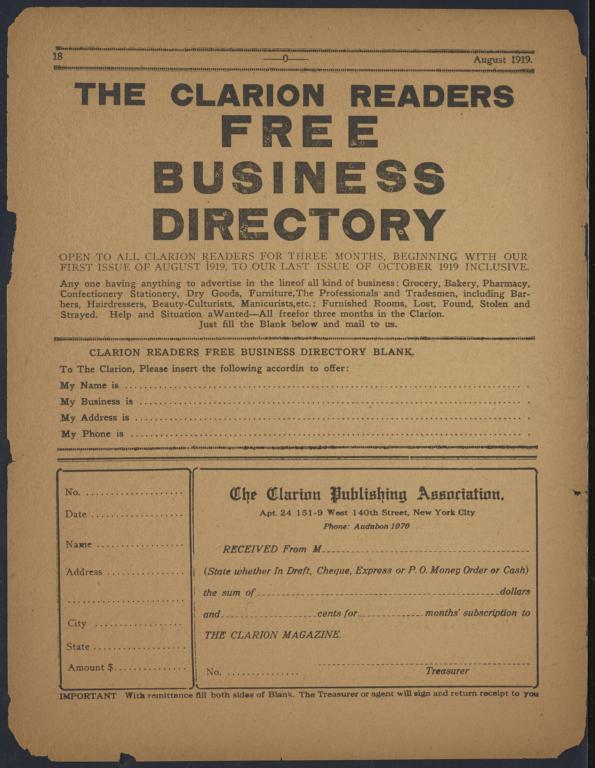 18 ——0—— August 1919.
THE CLARION READERS
FREE
BUSINESS
DIRECTORY
OPEN TO ALL CLARION READERS FOR THREE MONTHS, BEGINNING WITH OUR
FIRST ISSUE OF AUGUST 1919, TO OUR LAST ISSUE OF OCTOBER 1919 INCLUSIVE.
Any one having anything to advertise in the lineof all kind of business: Grocery, Bakery, Pharmacy,
Confectionery Stationery, Dry Goods, Furniture,The Professionals and Tradesmen, including Bar-
bers, Hairdressers, Beauty-Culturists, Manicurists,etc.; Furnished Rooms, Lost, Found, Stolen and
Strayed. Help and Situation aWanted—All freefor three months in the Clarion.
Just fill the Blank below and mail to us.
CLARION READERS FREE BUSINESS DIRECTORY BLANK.
To The Clarion, Please insert the following accordin to offer:
My Name is ........................................
My Business is ........................................
My Address is ........................................
My Phone is ........................................
No. ....................
Date ....................
Name ....................
Address ....................
....................
City ....................
State ....................
Amount $....................
The Clarion Publishing Association.
Apt. 24 151-9 West 140th Street, New York City
Phone: Audubon 1070
RECEIVED From M........................................
(State whether In Draft, Cheque, Express or P. O. Money Order or Cash)
the sum of........................................dollars
and....................cents for....................months' subscription to
THE CLARION MAGAZINE.
........................................
No. ............... Treasurer
IMPORTANT With remittance fill both sides of Blank. The Treasurer or agent will sign and return receipt to you